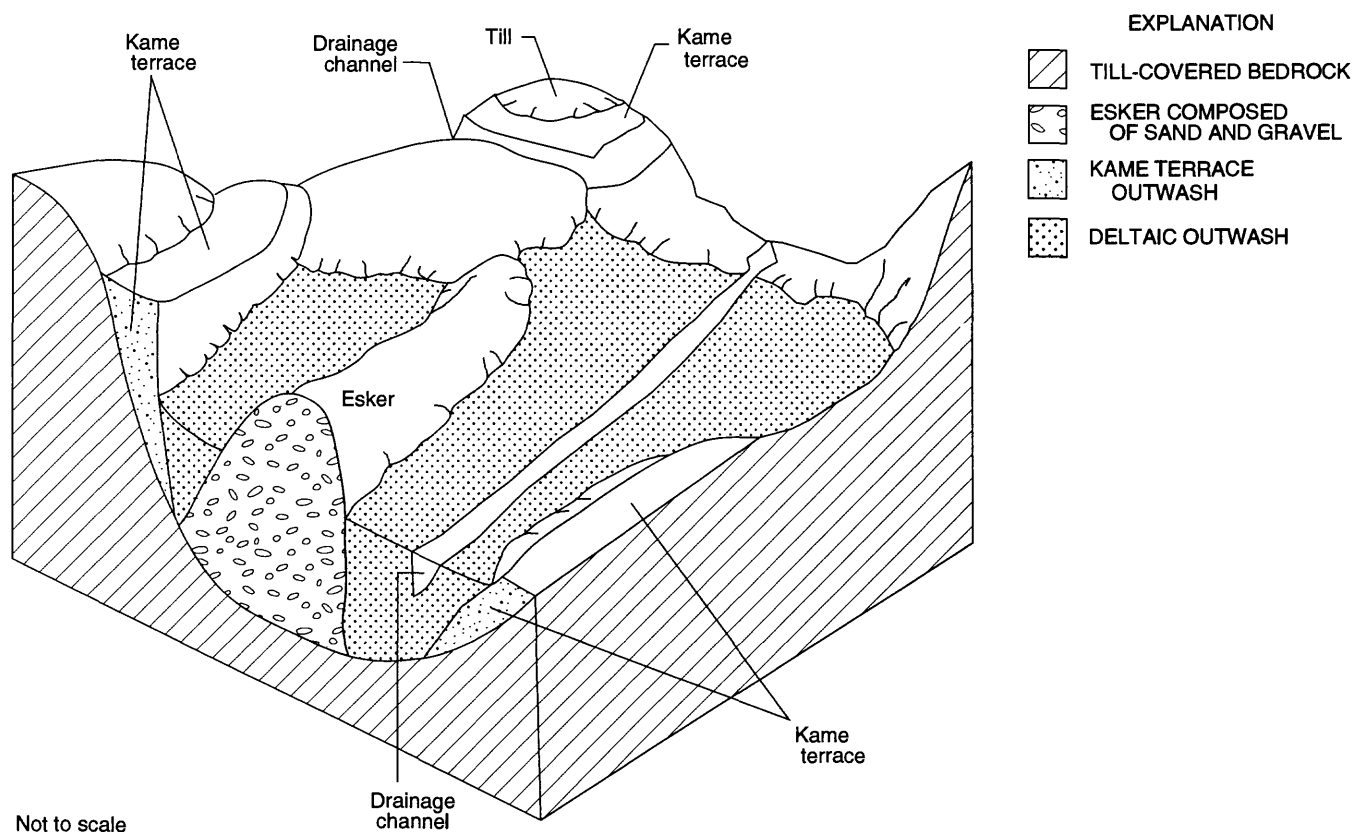 Kame
terrace
Drainage
channel
Till
Kame
terrace
EXPLANATION
TILL-COVERED BEDROCK
ESKER COMPOSED
OF SAND AND GRAVEL
KAME TERRACE
OUTWASH
DELTAIC OUTWASH
Esker
Kame
terrace
Drainage
channel
Not to scale